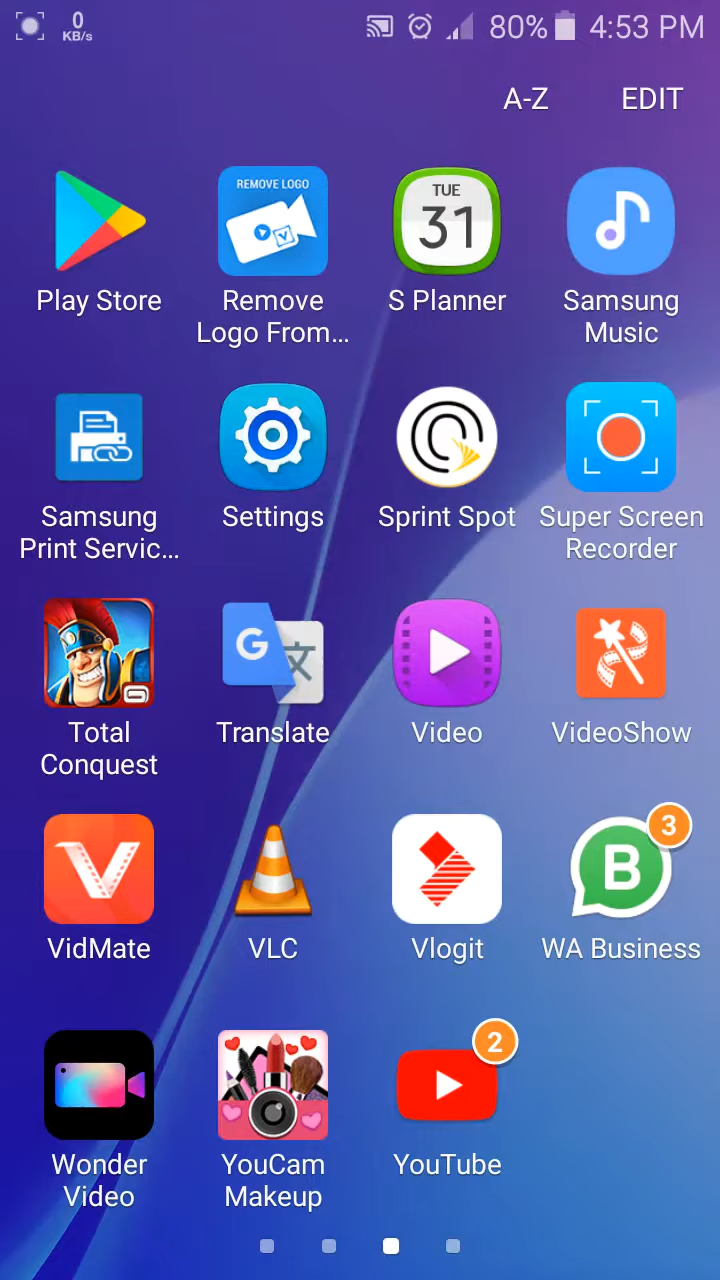 0
KB/s
80%
4:53 PM
A-Z
EDIT
REMOVE LOGO
V
TUE
31
Play Store
Remove
Logo From...
S Planner
Samsung
Music
Samsung
Print Servic...
Settings
Sprint Spot
Super Screen
Recorder
G
文
Total
Conquest
Translate
Video
VideoShow
V
B
3
VidMate
VLC
Vlogit
WA Business
2
Wonder
Video
YouCam
Makeup
YouTube